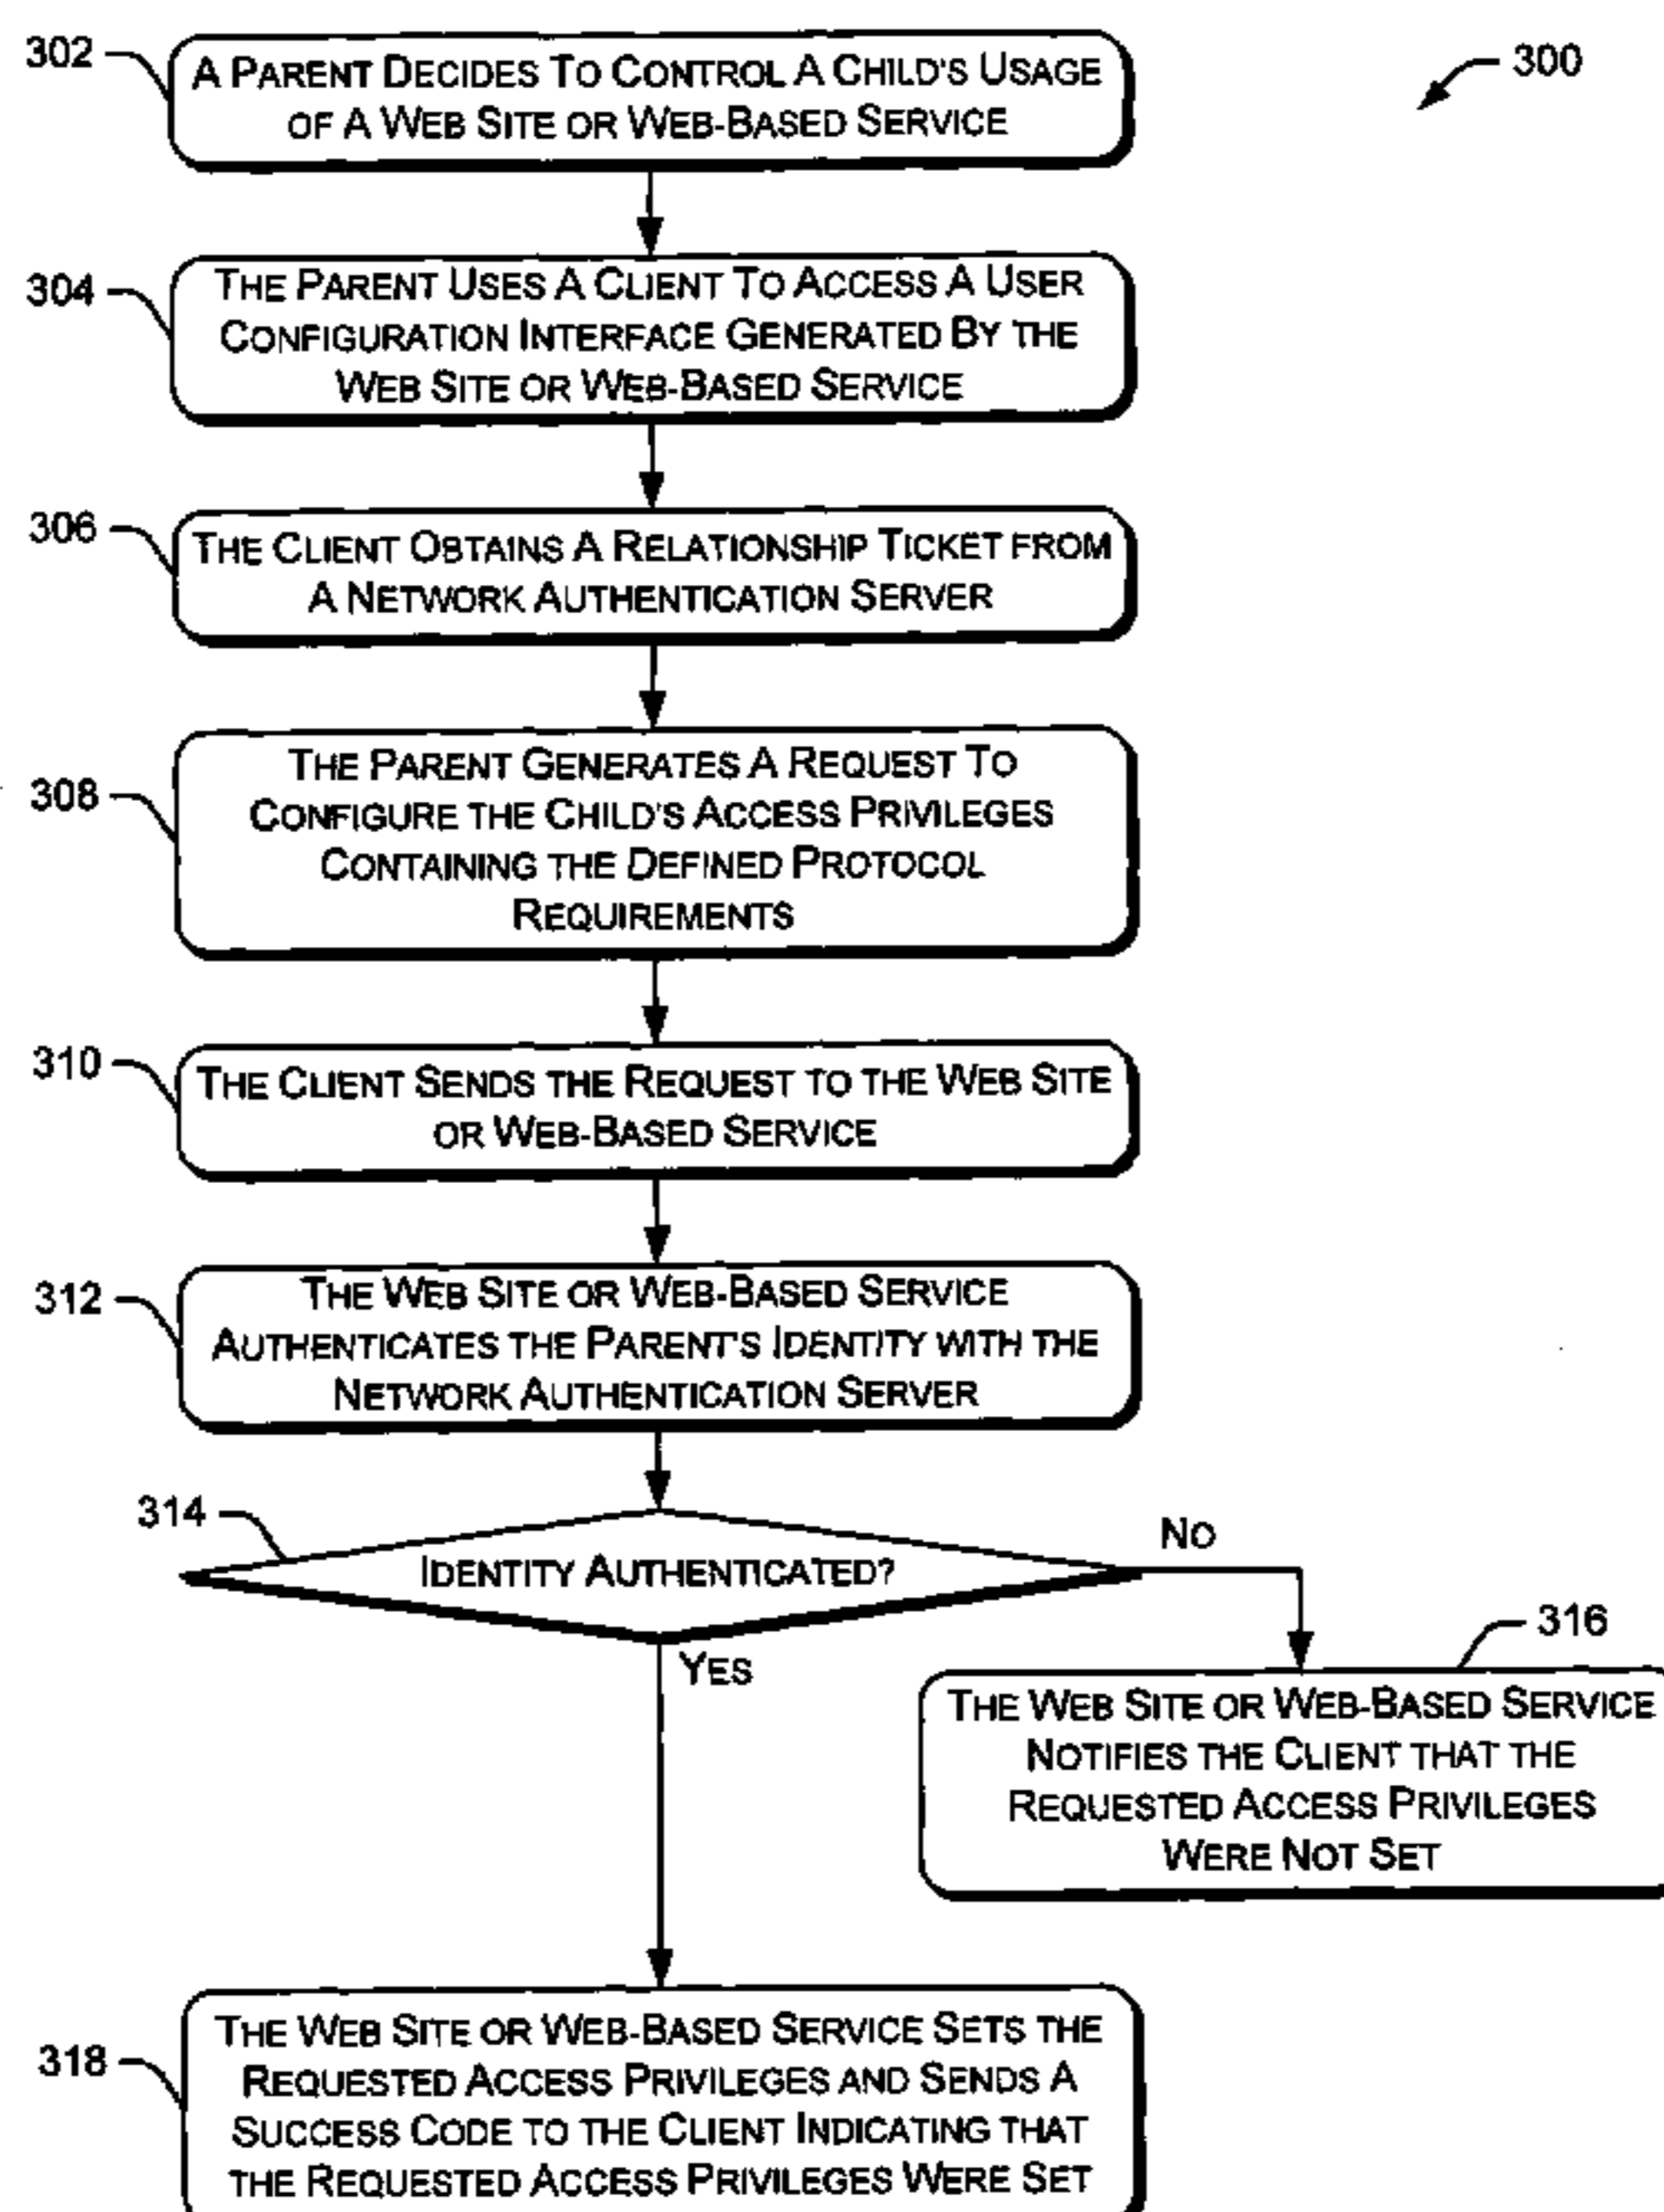 302
A PARENT DECIDES TO CONTROL A CHILD'S USAGE
OF A WEB SITE OR WEB-BASED SERVICE
300
304
THE PARENT USES A CLIENT TO ACCESS A USER
CONFIGURATION INTERFACE GENERATED BY THE
WEB SITE OR WEB-BASED SERVICE
306
THE CLIENT OBTAINS A RELATIONSHIP TICKET FROM
A NETWORK AUTHENTICATION SERVER
308
THE PARENT GENERATES A REQUEST TO
CONFIGURE THE CHILD'S ACCESS PRIVILEGES
CONTAINING THE DEFINED PROTOCOL
REQUIREMENTS
310
THE CLIENT SENDS THE REQUEST TO THE WEB SITE
OR WEB-BASED SERVICE
312
THE WEB SITE OR WEB-BASED SERVICE
AUTHENTICATES THE PARENT'S IDENTITY WITH THE
NETWORK AUTHENTICATION SERVER
314
IDENTITY AUTHENTICATED?
NO
YES
316
THE WEB SITE OR WEB-BASED SERVICE
NOTIFIES THE CLIENT THAT THE
REQUESTED ACCESS PRIVILEGES
WERE NOT SET
318
THE WEB SITE OR WEB-BASED SERVICE SETS THE
REQUESTED ACCESS PRIVILEGES AND SENDS A
SUCCESS CODE TO THE CLIENT INDICATING THAT
THE REQUESTED ACCESS PRIVILEGES WERE SET